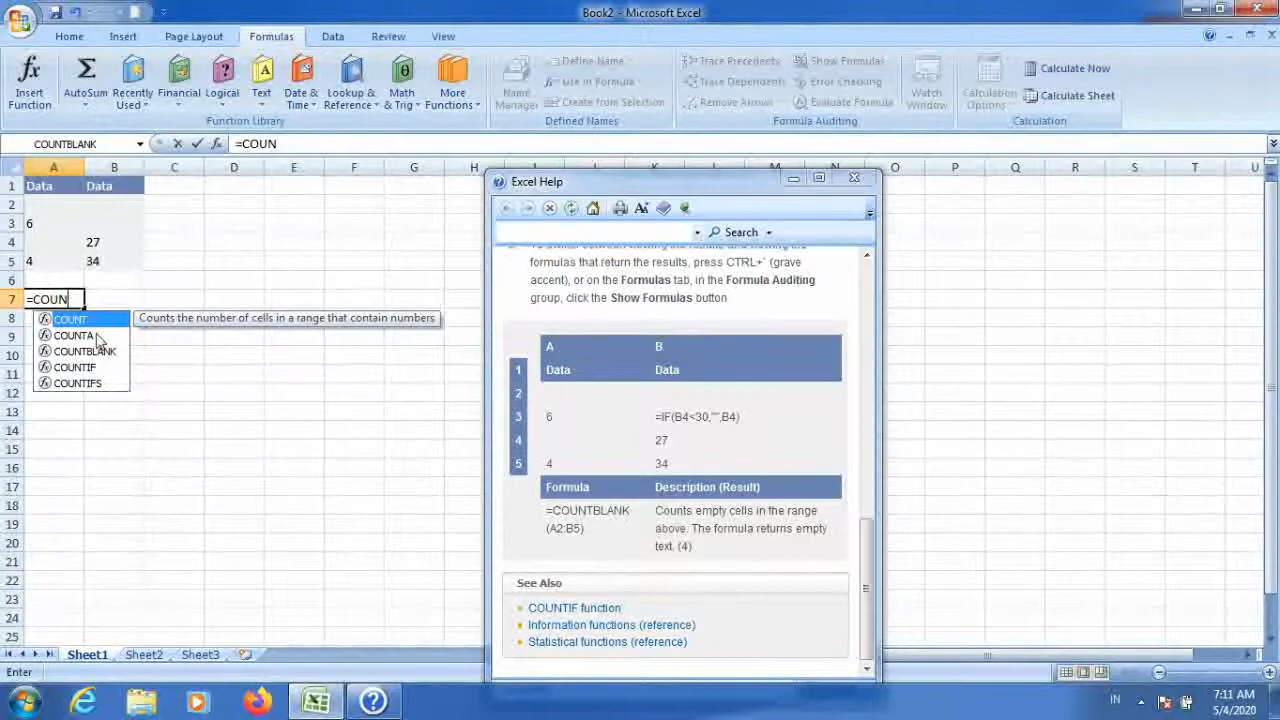 Book2 - Microsoft Excel
Home Insert Page Layout Formulas Data Review View
Insert Function
AutoSum
Recently Used
Financial
Logical
Text
Date & Time
Lookup & Reference
Math & Trig
More Functions
Function Library
Name Manager
Define Name
Use in Formula
Create from Selection
Defined Names
Trace Precedents
Trace Dependents
Remove Arrows
Show Formulas
Error Checking
Evaluate Formula
Formula Auditing
Watch Window
Calculation Options
Calculate Now
Calculate Sheet
Calculation
COUNTBLANK =COUN
A B C D E F G H I J K L M N O P Q R S T U
1 Data Data
2
3 6
4 27
5 4 34
6
7 =COUN
8
9
10
11
12
13
14
15
16
17
18
19
20
21
22
23
24
25
COUNT
COUNTA
COUNTBLANK
COUNTIF
COUNTIFS
Counts the number of cells in a range that contain numbers
Excel Help
Search
formulas that return the results, press CTRL+` (grave
accent), or on the Formulas tab, in the Formula Auditing
group, click the Show Formulas button
A B
1 Data Data
2
3 6 =IF(B4<30,"",B4)
4 27
5 4 34
Formula Description (Result)
=COUNTBLANK (A2:B5)
Counts empty cells in the range
above. The formula returns empty
text. (4)
See Also
COUNTIF function
Information functions (reference)
Statistical functions (reference)
Sheet1 Sheet2 Sheet3
Enter
IN
7:11 AM
5/4/2020